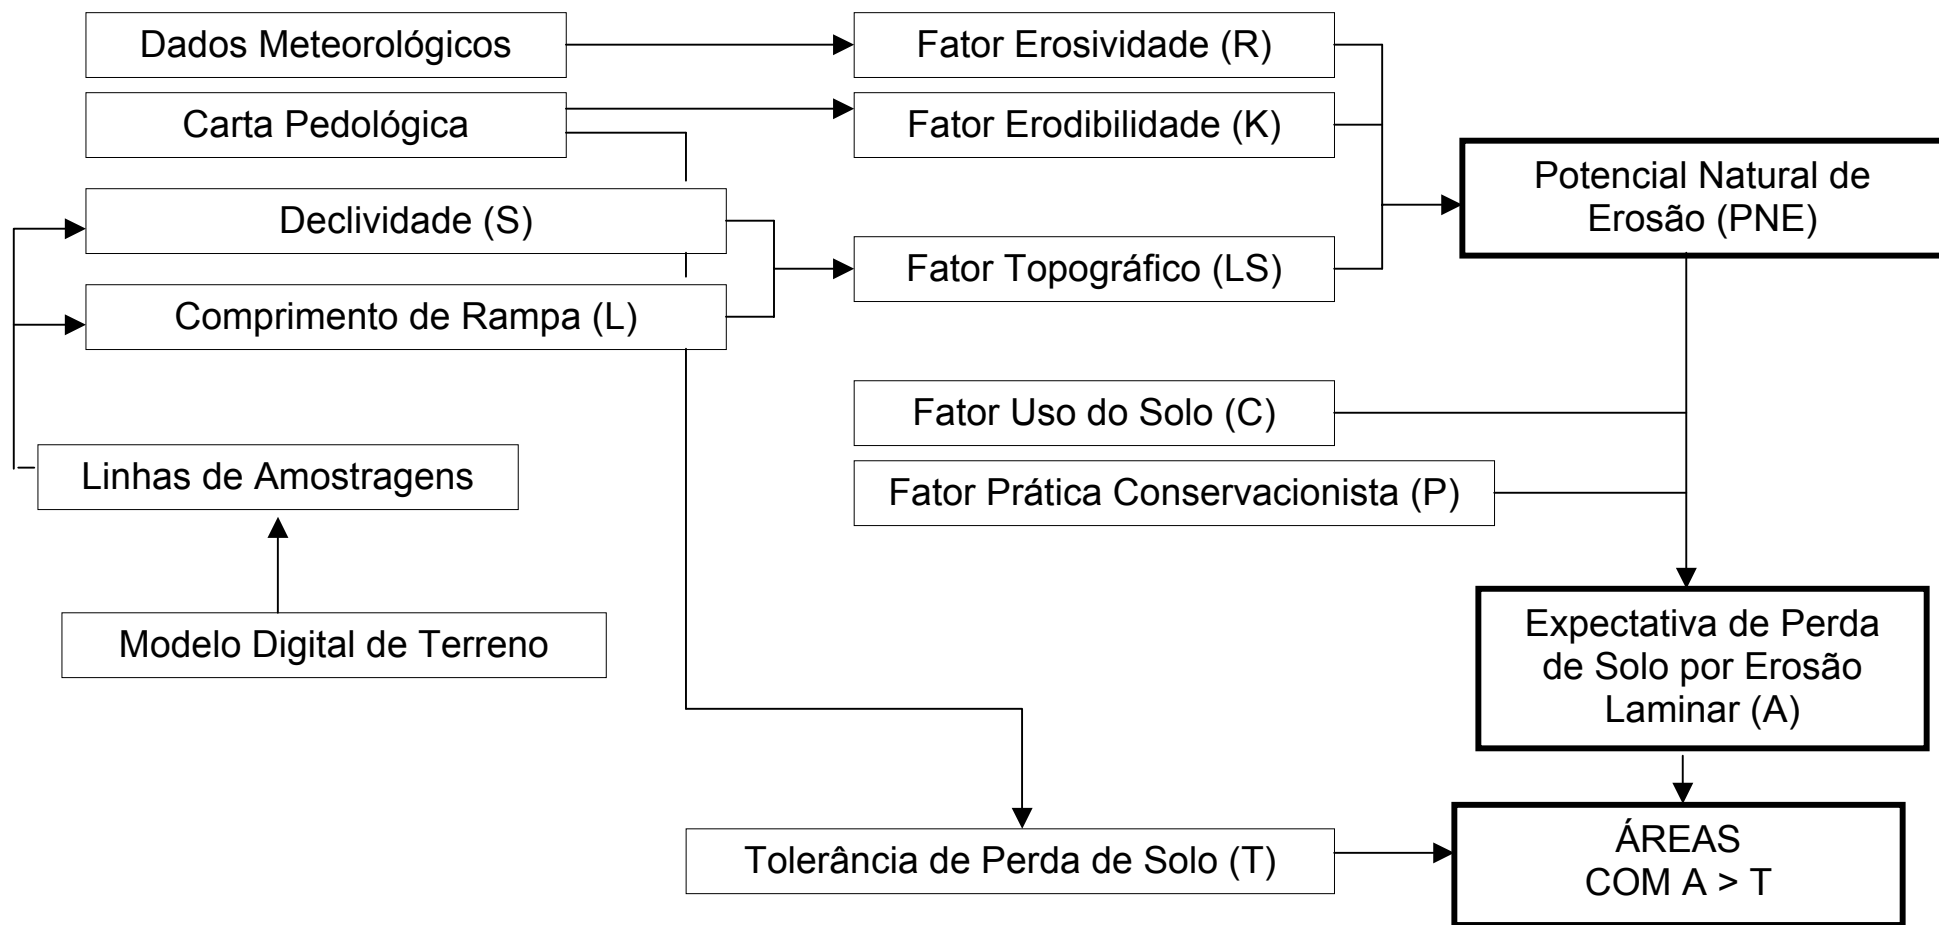 Dados Meteorológicos
Fator Erosividade (R)
Carta Pedológica
Fator Erodibilidade (K)
Potencial Natural de
Erosão (PNE)
Declividade (S)
Fator Topográfico (LS)
Comprimento de Rampa (L)
Fator Uso do Solo (C)
Linhas de Amostragens
Fator Prática Conservacionista (P)
Modelo Digital de Terreno
Expectativa de Perda
de Solo por Erosão
Laminar (A)
Tolerância de Perda de Solo (T)
ÁREAS
COM A > T